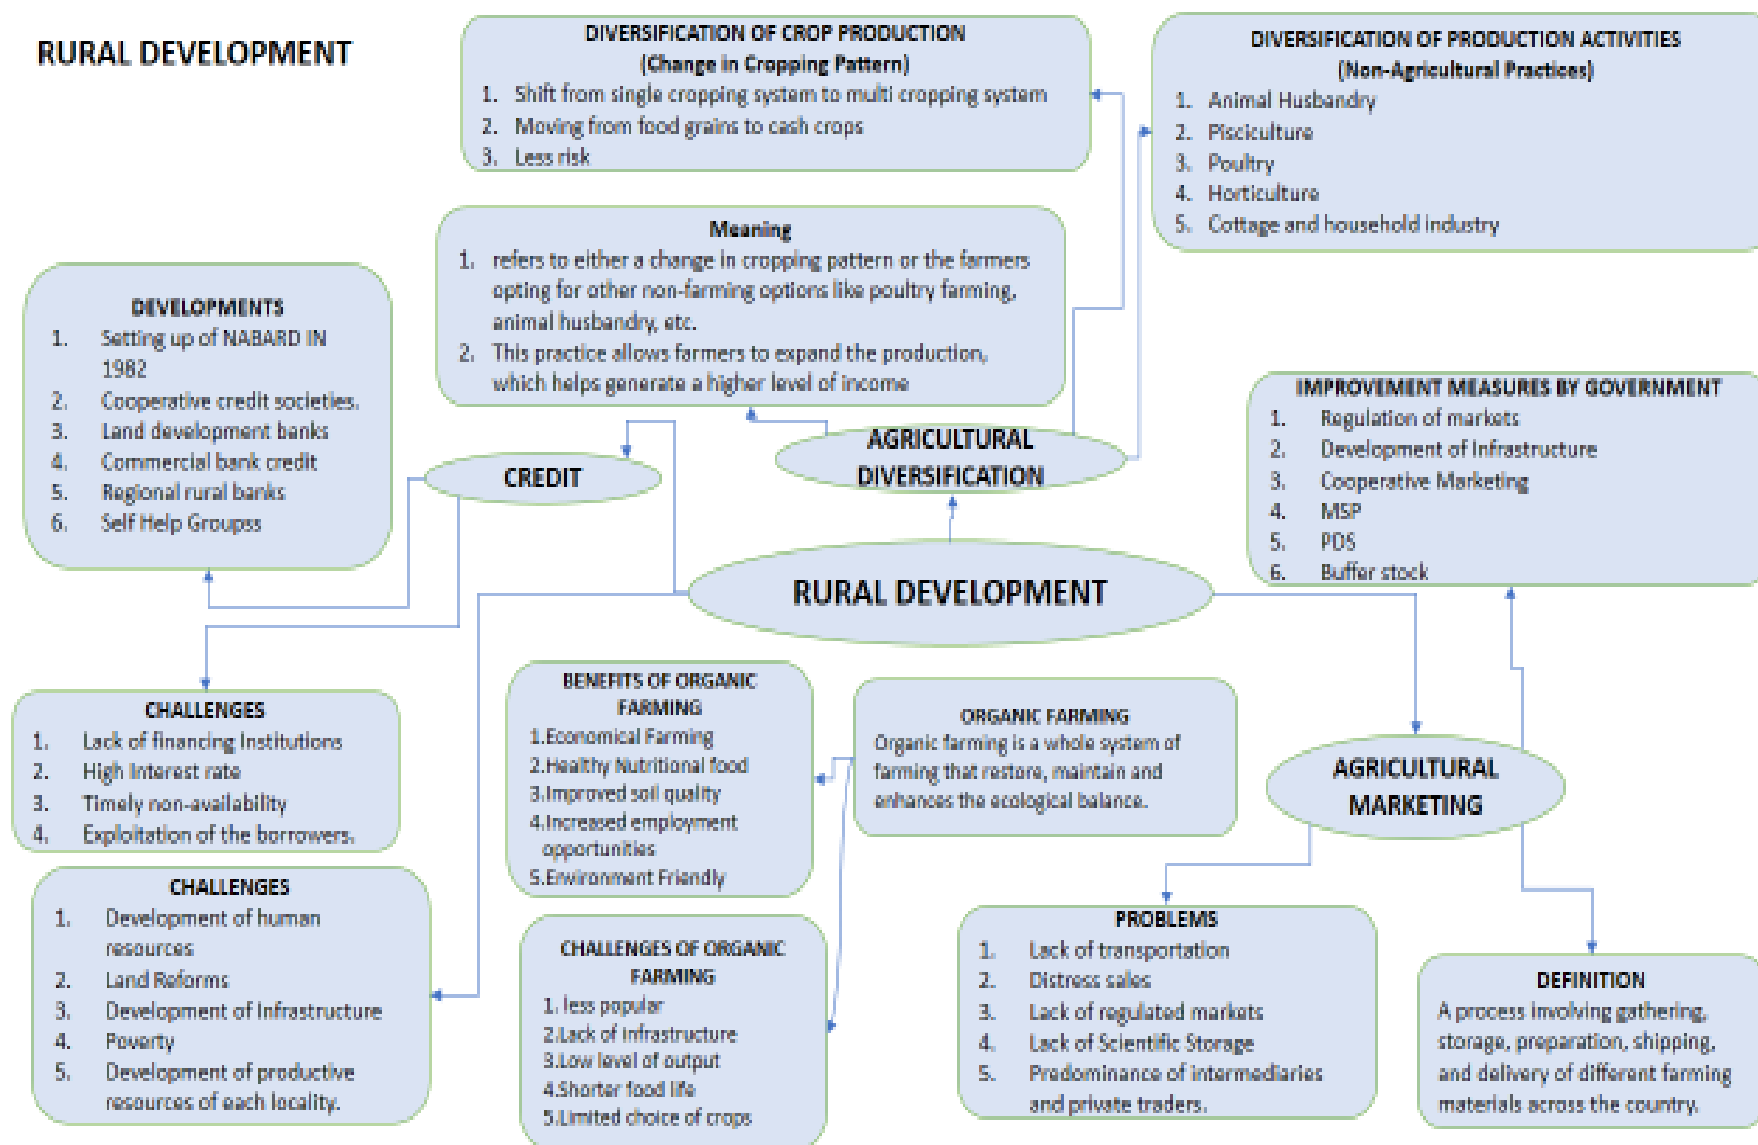 RURAL DEVELOPMENT
DIVERSIFICATION OF CROP PRODUCTION
(Change in Cropping Pattern)
1. Shift from single cropping system to multi cropping system
2. Moving from food grains to cash crops
3. Less risk
DIVERSIFICATION OF PRODUCTION ACTIVITIES
(Non-Agricultural Practices)
1. Animal Husbandry
2. Pisciculture
3. Poultry
4. Horticulture
5. Cottage and household industry
Meaning
1. refers to either a change in cropping pattern or the farmers
opting for other non-farming options like poultry farming,
animal husbandry, etc.
2. This practice allows farmers to expand the production,
which helps generate a higher level of income
DEVELOPMENTS
1. Setting up of NABARD IN
1982
2. Cooperative credit societies.
3. Land development banks
4. Commercial bank credit
5. Regional rural banks
6. Self Help Groupss
IMPROVEMENT MEASURES BY GOVERNMENT
1. Regulation of markets
2. Development of Infrastructure
3. Cooperative Marketing
4. MSP
5. PDS
6. Buffer stock
CREDIT
AGRICULTURAL
DIVERSIFICATION
RURAL DEVELOPMENT
CHALLENGES
1. Lack of financing Institutions
2. High Interest rate
3. Timely non-availability
4. Exploitation of the borrowers.
BENEFITS OF ORGANIC
FARMING
1.Economical Farming
2.Healthy Nutritional food
3.Improved soil quality
4.Increased employment
opportunities
5.Environment Friendly
ORGANIC FARMING
Organic farming is a whole system of
farming that restore, maintain and
enhances the ecological balance.
AGRICULTURAL
MARKETING
CHALLENGES
1. Development of human
resources
2. Land Reforms
3. Development of Infrastructure
4. Poverty
5. Development of productive
resources of each locality.
CHALLENGES OF ORGANIC
FARMING
1. less popular
2.Lack of infrastructure
3.Low level of output
4.Shorter food life
5.Limited choice of crops
PROBLEMS
1. Lack of transportation
2. Distress sales
3. Lack of regulated markets
4. Lack of Scientific Storage
5. Predominance of intermediaries
and private traders.
DEFINITION
A process involving gathering,
storage, preparation, shipping,
and delivery of different farming
materials across the country.